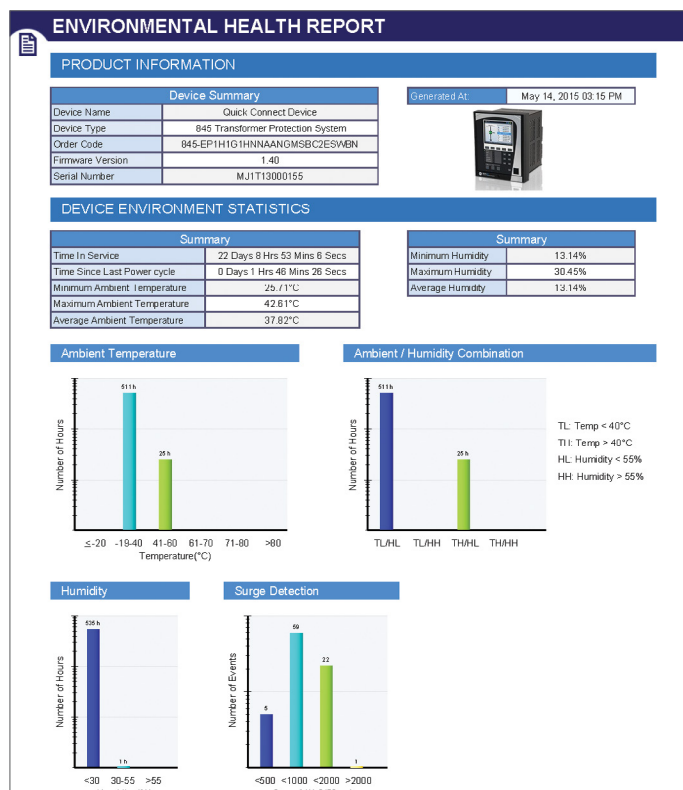 ENVIRONMENTAL HEALTH REPORT
PRODUCT INFORMATION
Device Summary
Device Name Quick Connect Device
Device Type 845 Transformer Protection System
Order Code 845-EP1H1G1HNNAANGMSBC2ESWBN
Firmware Version 1.40
Serial Number MJ1T13000155
Generated At: May 14, 2015 03:15 PM
DEVICE ENVIRONMENT STATISTICS
Summary
Time In Service 22 Days 8 Hrs 53 Mins 6 Secs
Time Since Last Power cycle 0 Days 1 Hrs 46 Mins 26 Secs
Minimum Ambient Temperature 25.71°C
Maximum Ambient Temperature 42.61°C
Average Ambient Temperature 37.82°C
Summary
Minimum Humidity 13.14%
Maximum Humidity 30.45%
Average Humidity 13.14%
Ambient Temperature
Number of Hours
511 h
25 h
≤-20 -19-40 41-60 61-70 71-80 >80
Temperature(°C)
Ambient / Humidity Combination
Number of Hours
511 h
25 h
TL/HL TL/HH TH/HL TH/HH
TL: Temp < 40°C
TH: Temp > 40°C
HL: Humidity < 55%
HH: Humidity > 55%
Humidity
Number of Hours
535 h
1 h
<30 30-55 >55
Surge Detection
Number of Events
5
59
22
1
<500 <1000 <2000 >2000